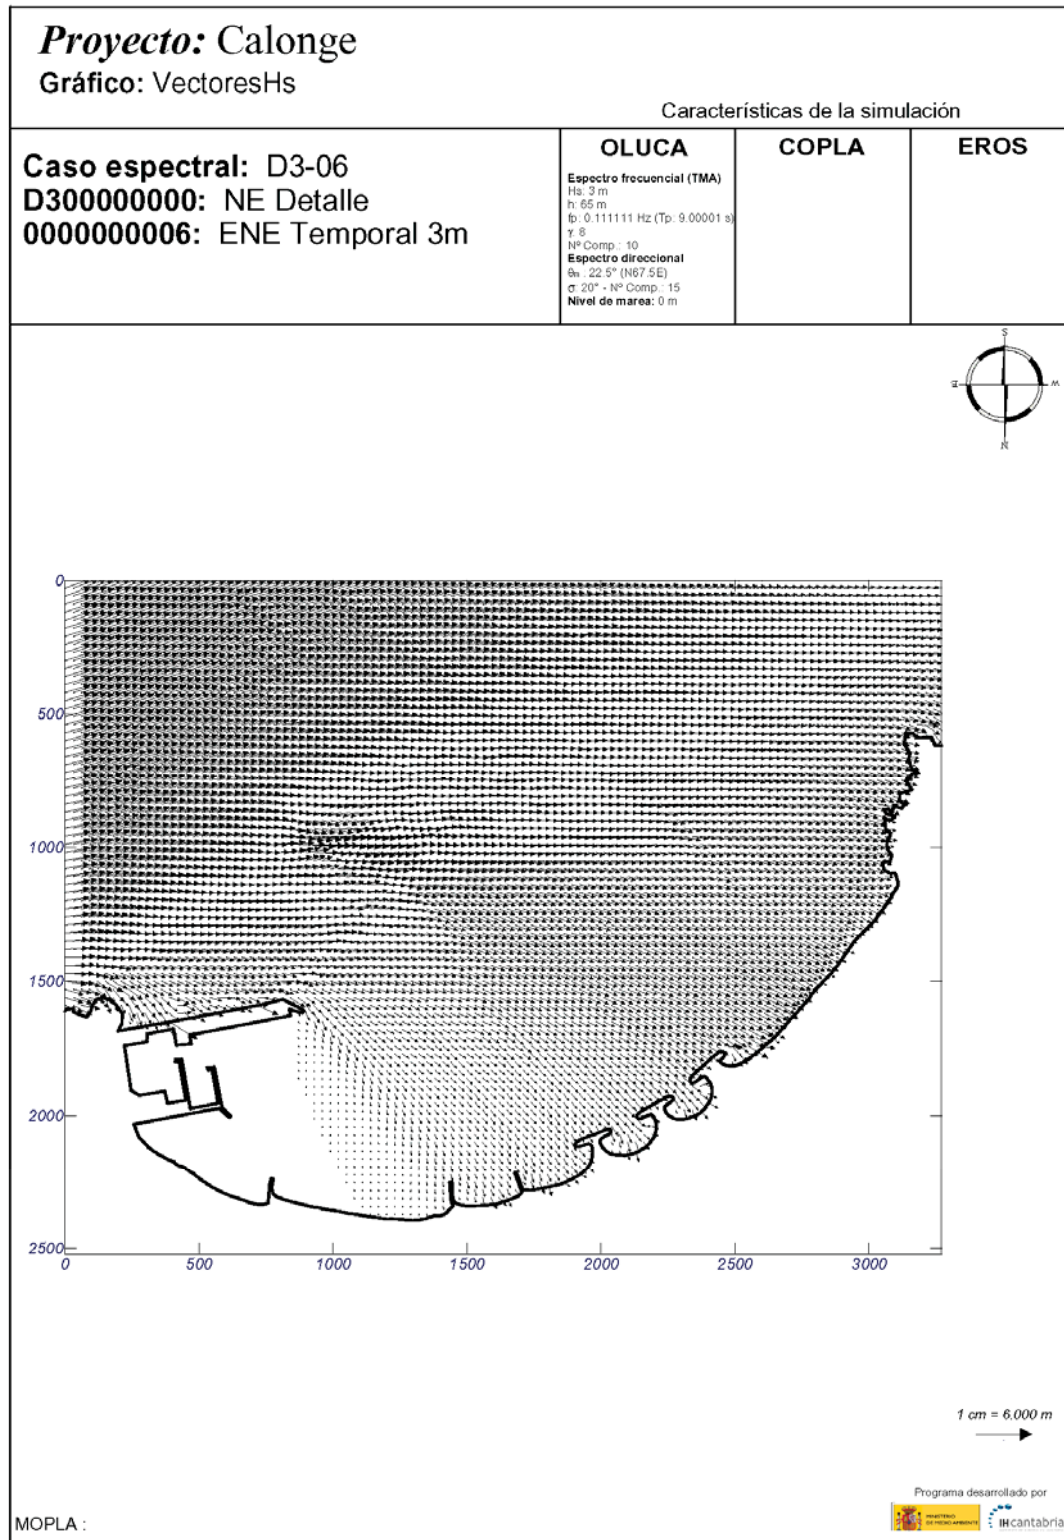 Proyecto: Calonge
Gráfico: VectoresHs
Características de la simulación
Caso espectral: D3-06
D300000000: NE Detalle
0000000006: ENE Temporal 3m
OLUCA
Espectro frecuencial (TMA)
Hs: 3 m
h: 65 m
fp: 0.111111 Hz (Tp: 9.00001 s)
γ: 8
Nº Comp.: 10
Espectro direccional
θm : 22.5° (N67.5E)
σ: 20° - Nº Comp.: 15
Nivel de marea: 0 m
COPLA
EROS
S
E
W
N
0
500
1000
1500
2000
2500
0 500 1000 1500 2000 2500 3000
1 cm = 6.000 m
Programa desarrollado por
MINISTERIO
DE MEDIO AMBIENTE
IHcantabria
MOPLA :